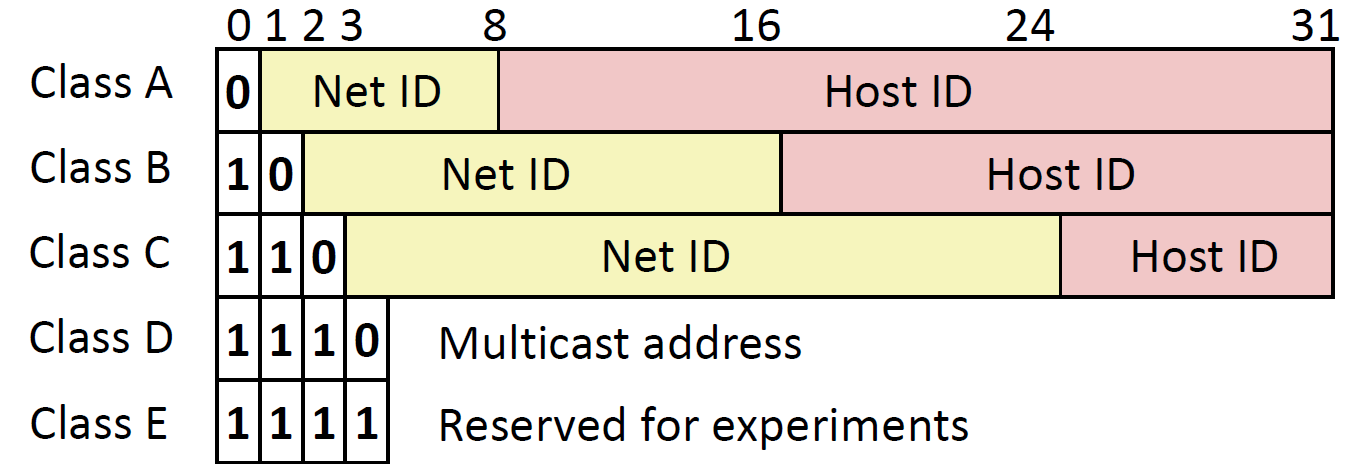 0 1 2 3 8 16 24 31
Class A 0 Net ID Host ID
Class B 1 0 Net ID Host ID
Class C 1 1 0 Net ID Host ID
Class D 1 1 1 0 Multicast address
Class E 1 1 1 1 Reserved for experiments